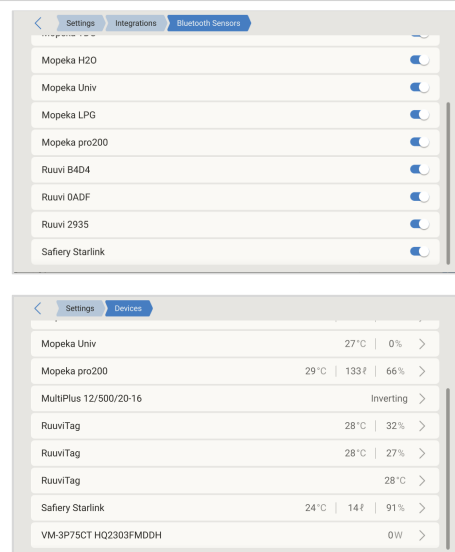 Settings
Integrations
Bluetooth Sensors
Mopeka H2O
Mopeka Univ
Mopeka LPG
Mopeka pro200
Ruuvi B4D4
Ruuvi 0ADF
Ruuvi 2935
Safiery Starlink
Settings
Devices
Mopeka Univ 27°C 0%
Mopeka pro200 29°C 133ℓ 66%
MultiPlus 12/500/20-16 Inverting
RuuviTag 28°C 32%
RuuviTag 28°C 27%
RuuviTag 28°C
Safiery Starlink 24°C 14ℓ 91%
VM-3P75CT HQ2303FMDDH 0W